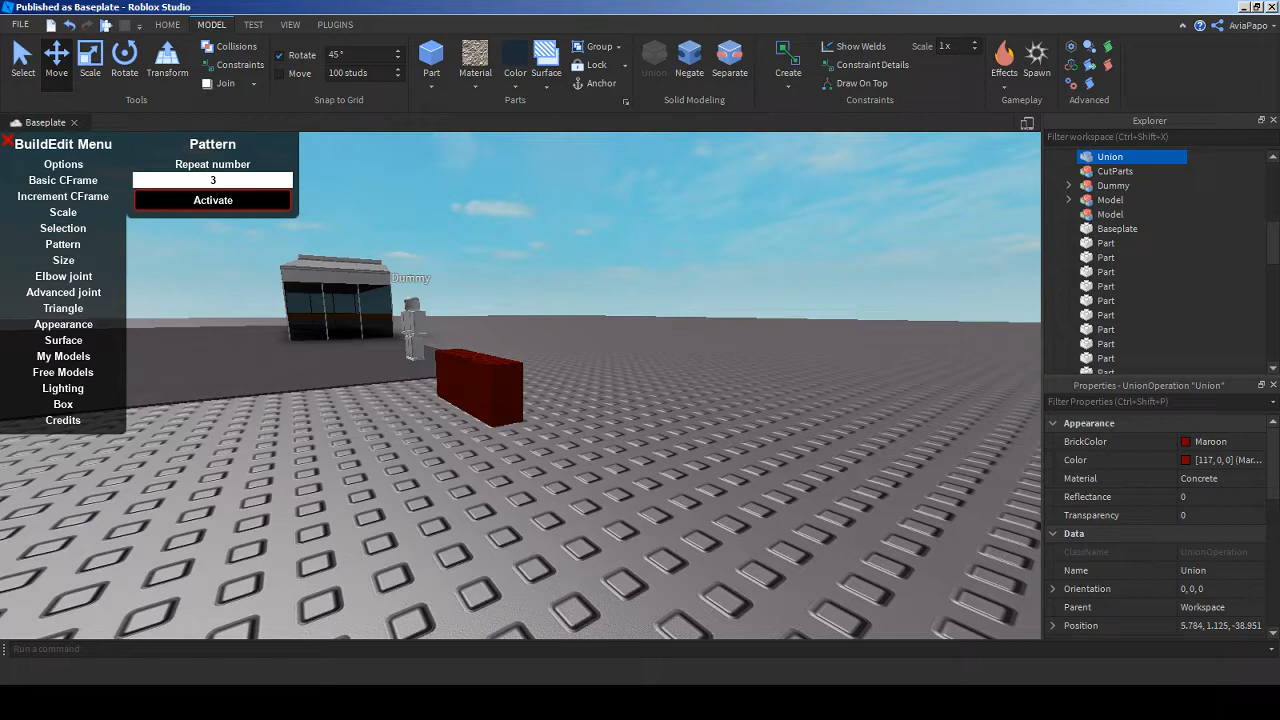 Published as Baseplate - Roblox Studio
FILE HOME MODEL TEST VIEW PLUGINS AviaPapo
Select Move Scale Rotate Transform
Collisions
Constraints
Join
Tools
Rotate 45°
Move 100 studs
Snap to Grid
Part Material Color Surface
Group
Lock
Anchor
Parts
Union Negate Separate
Solid Modeling
Create
Show Welds Scale 1 x
Constraint Details
Draw On Top
Constraints
Effects Spawn
Gameplay
Advanced
Baseplate
BuildEdit Menu
Options
Basic CFrame
Increment CFrame
Scale
Selection
Pattern
Size
Elbow joint
Advanced joint
Triangle
Appearance
Surface
My Models
Free Models
Lighting
Box
Credits
Pattern
Repeat number
3
Activate
Dummy
Explorer
Filter workspace (Ctrl+Shift+X)
Union
CutParts
Dummy
Model
Model
Baseplate
Part
Part
Part
Part
Part
Part
Part
Part
Part
Part
Properties - UnionOperation "Union"
Filter Properties (Ctrl+Shift+P)
Appearance
BrickColor Maroon
Color [117, 0, 0] (Mar...
Material Concrete
Reflectance 0
Transparency 0
Data
ClassName UnionOperation
Name Union
Orientation 0, 0, 0
Parent Workspace
Position 5.784, 1.125, -38.951
Run a command